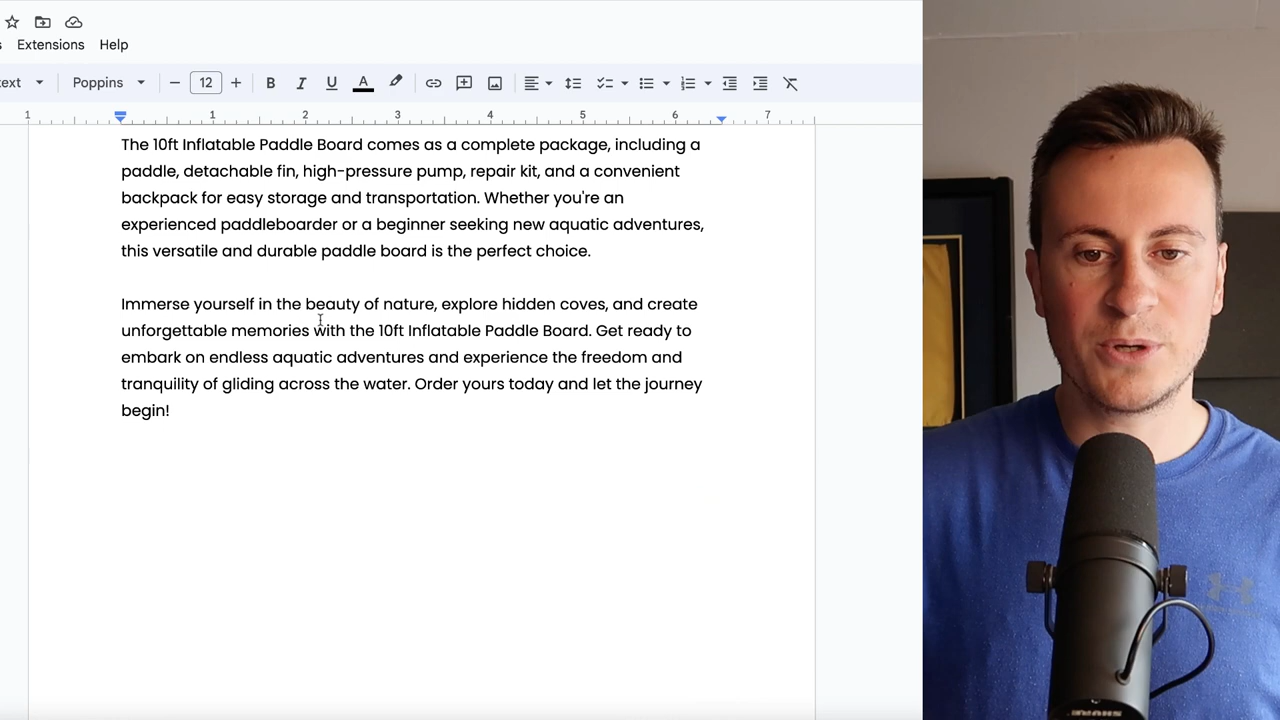 Extensions Help
Poppins 12 B I U A
1 1 2 3 4 5 6 7
The 10ft Inflatable Paddle Board comes as a complete package, including a
paddle, detachable fin, high-pressure pump, repair kit, and a convenient
backpack for easy storage and transportation. Whether you're an
experienced paddleboarder or a beginner seeking new aquatic adventures,
this versatile and durable paddle board is the perfect choice.
Immerse yourself in the beauty of nature, explore hidden coves, and create
unforgettable memories with the 10ft Inflatable Paddle Board. Get ready to
embark on endless aquatic adventures and experience the freedom and
tranquility of gliding across the water. Order yours today and let the journey
begin!